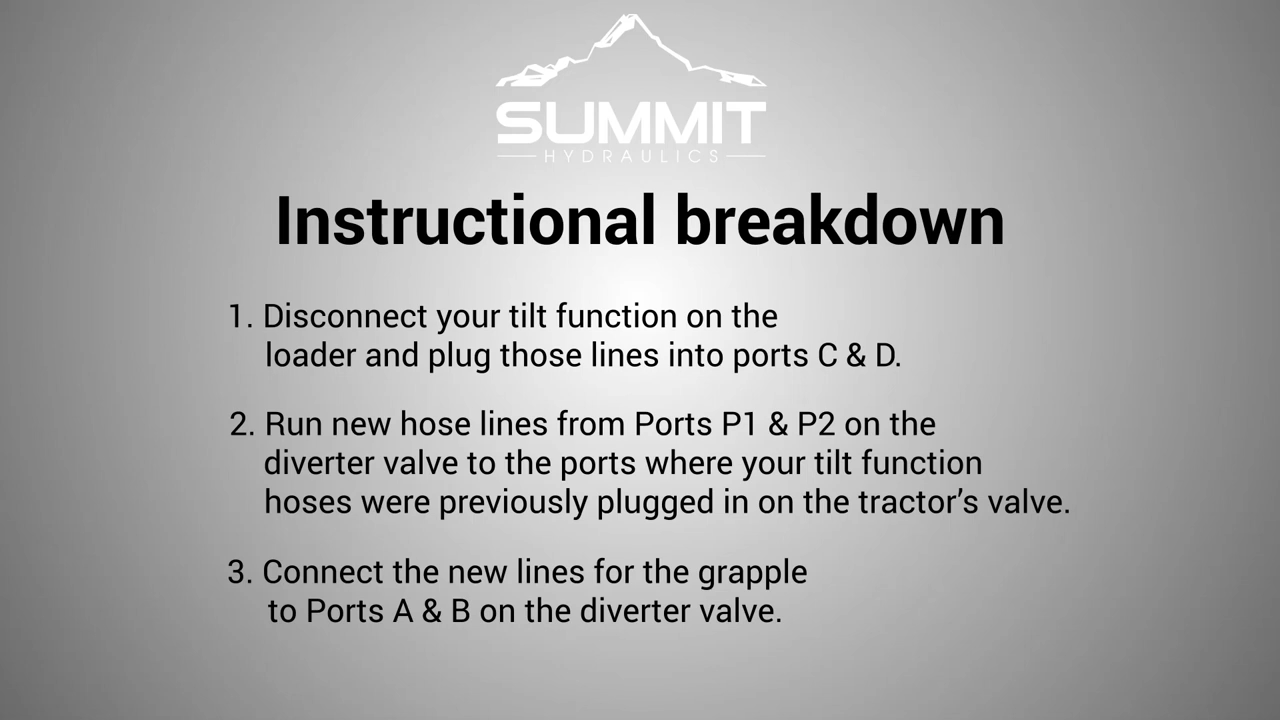 SUMMIT
HYDRAULICS
Instructional breakdown
1. Disconnect your tilt function on the
loader and plug those lines into ports C & D.
2. Run new hose lines from Ports P1 & P2 on the
diverter valve to the ports where your tilt function
hoses were previously plugged in on the tractor’s valve.
3. Connect the new lines for the grapple
to Ports A & B on the diverter valve.